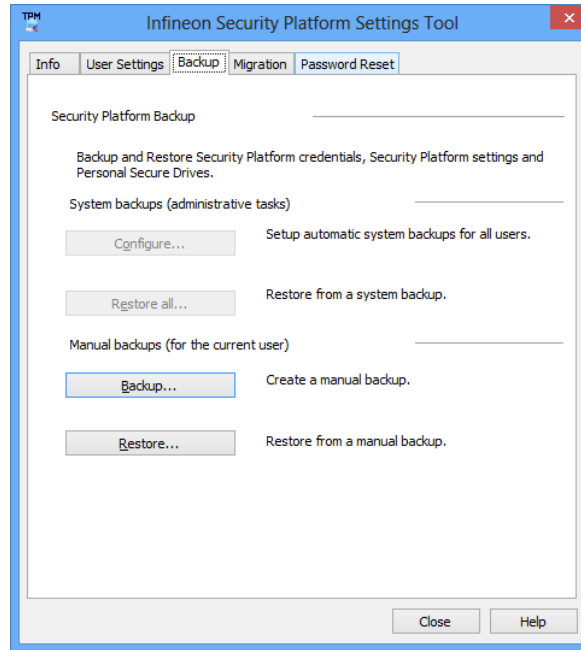 TPM
Infineon Security Platform Settings Tool
Info User Settings Backup Migration Password Reset
Security Platform Backup
Backup and Restore Security Platform credentials, Security Platform settings and
Personal Secure Drives.
System backups (administrative tasks)
Configure... Setup automatic system backups for all users.
Restore all... Restore from a system backup.
Manual backups (for the current user)
Backup... Create a manual backup.
Restore... Restore from a manual backup.
Close Help